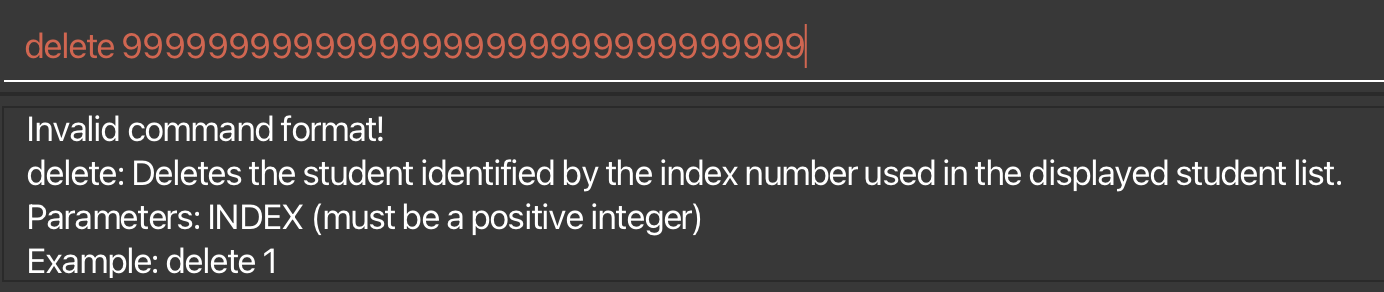 delete 99999999999999999999999999999999
Invalid command format!
delete: Deletes the student identified by the index number used in the displayed student list.
Parameters: INDEX (must be a positive integer)
Example: delete 1